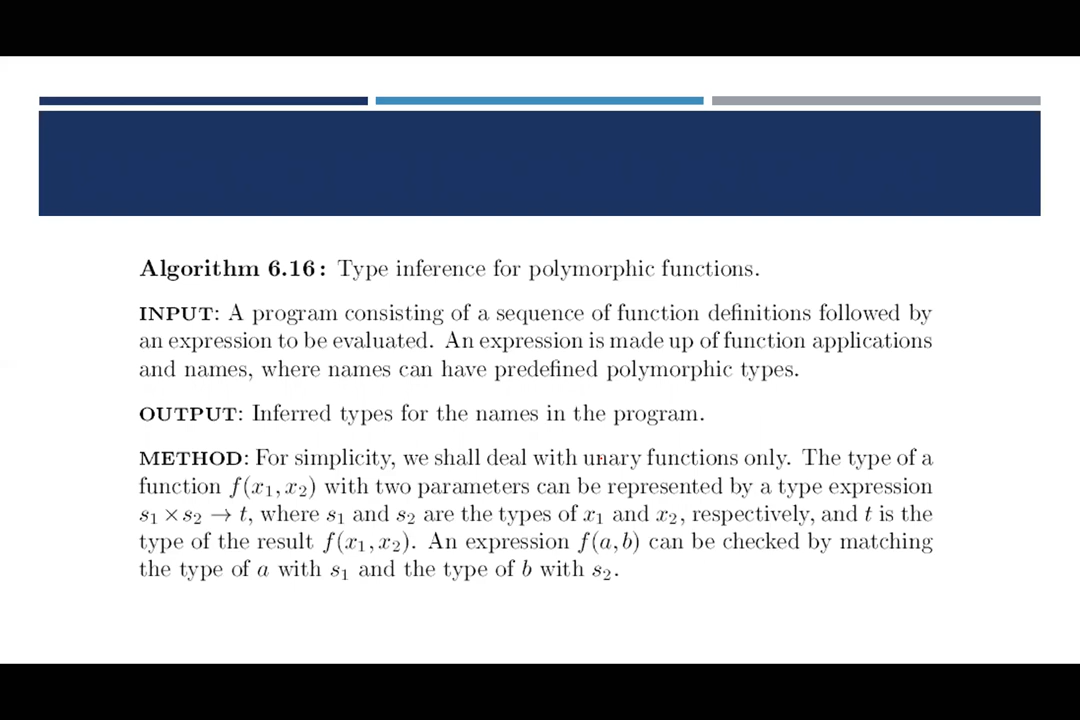 Algorithm 6.16: Type inference for polymorphic functions.
INPUT: A program consisting of a sequence of function definitions followed by
an expression to be evaluated. An expression is made up of function applications
and names, where names can have predefined polymorphic types.
OUTPUT: Inferred types for the names in the program.
METHOD: For simplicity, we shall deal with unary functions only. The type of a
function f(x₁, x₂) with two parameters can be represented by a type expression
s₁ × s₂ → t, where s₁ and s₂ are the types of x₁ and x₂, respectively, and t is the
type of the result f(x₁, x₂). An expression f(a, b) can be checked by matching
the type of a with s₁ and the type of b with s₂.